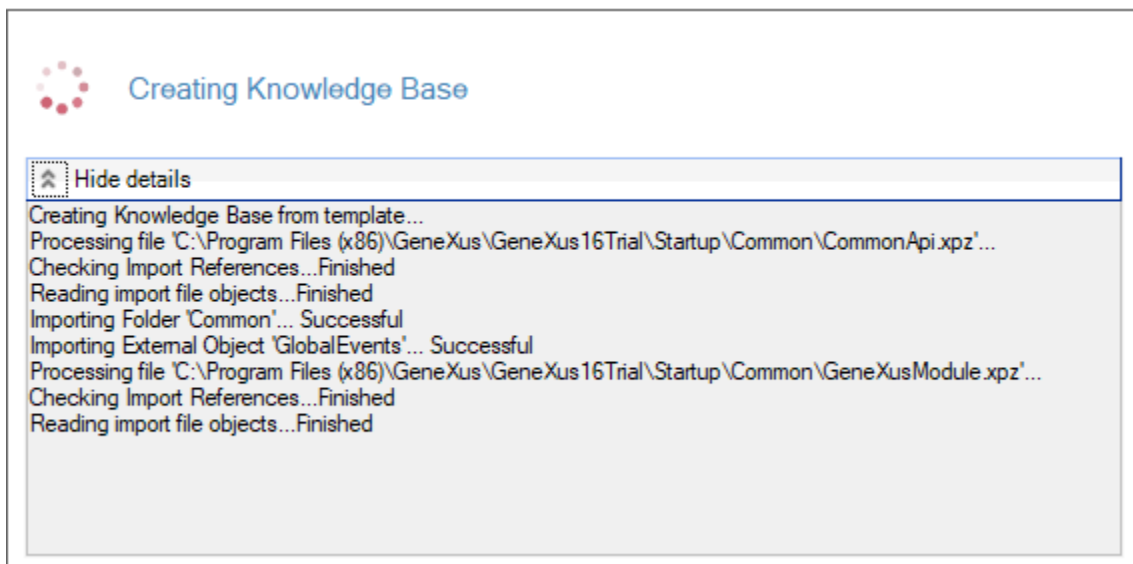 Creating Knowledge Base
Hide details
Creating Knowledge Base from template...
Processing file 'C:\Program Files (x86)\GeneXus\GeneXus16Trial\Startup\Common\CommonApi.xpz'...
Checking Import References...Finished
Reading import file objects...Finished
Importing Folder 'Common'... Successful
Importing External Object 'GlobalEvents'... Successful
Processing file 'C:\Program Files (x86)\GeneXus\GeneXus16Trial\Startup\Common\GeneXusModule.xpz'...
Checking Import References...Finished
Reading import file objects...Finished